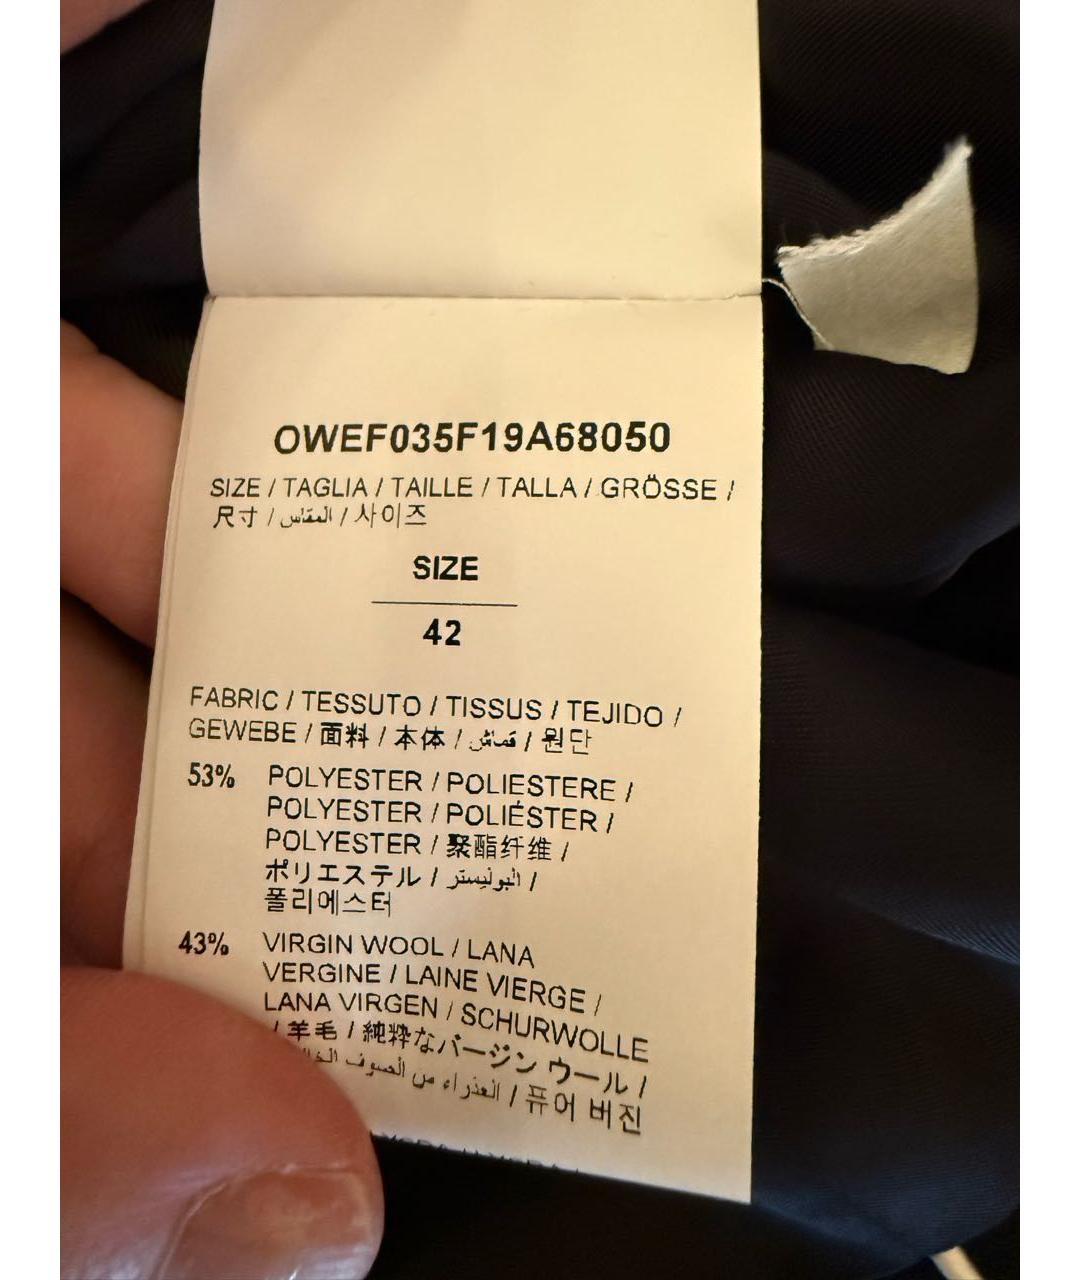 OWEF035F19A68050
SIZE / TAGLIA / TAILLE / TALLA / GRÖSSE /
尺寸 / المقاس / 사이즈
SIZE
42
FABRIC / TESSUTO / TISSUS / TEJIDO /
GEWEBE / 面料 / 本体 / قماش / 원단
53% POLYESTER / POLIESTERE /
POLYESTER / POLIÉSTER /
POLYESTER / 聚酯纤维 /
ポリエステル / البوليستر /
폴리에스터
43% VIRGIN WOOL / LANA
VERGINE / LAINE VIERGE /
LANA VIRGEN / SCHURWOLLE
/ 羊毛 / 純粋なバージン ウール /
العذراء من الصوف / 퓨어 버진